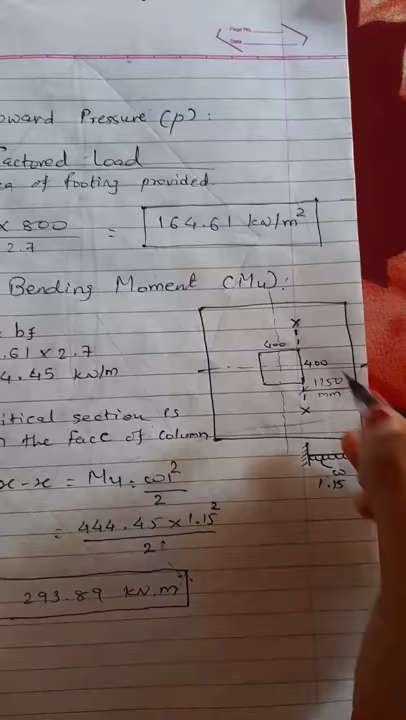 Page No.
Date
oward Pressure (p) :
actored Load
ea of footing provided
x 800
2.7
= 164.61 kN/m²
Bending Moment (Mu) :
bf
.61 x 2.7
4.45 kN/m
400
400
1150
mm
itical section is
the face of column
x-x = Mu = ωl²
2
= 444.45 x 1.15²
2
ω
1.15
293.89 kN.m